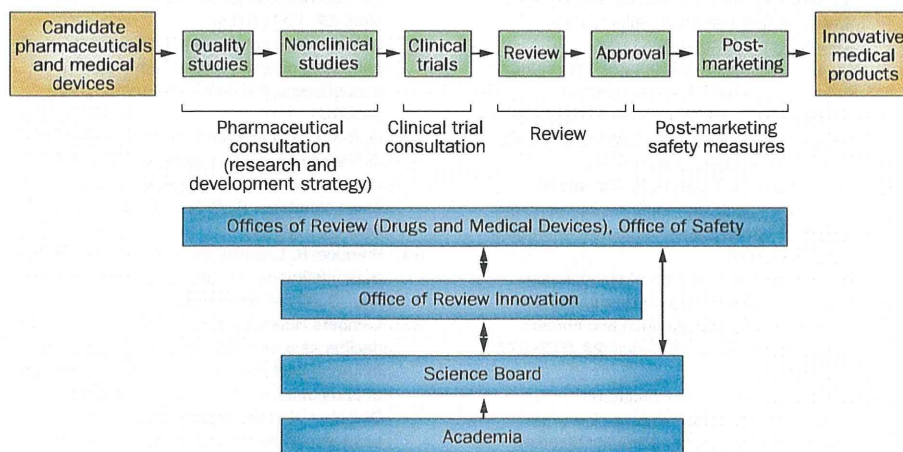 Candidate
pharmaceuticals
and medical
devices
Quality
studies
Nonclinical
studies
Clinical
trials
Review
Approval
Post-
marketing
Innovative
medical
products
Pharmaceutical
consultation
(research and
development strategy)
Clinical trial
consultation
Review
Post-marketing
safety measures
Offices of Review (Drugs and Medical Devices), Office of Safety
Office of Review Innovation
Science Board
Academia